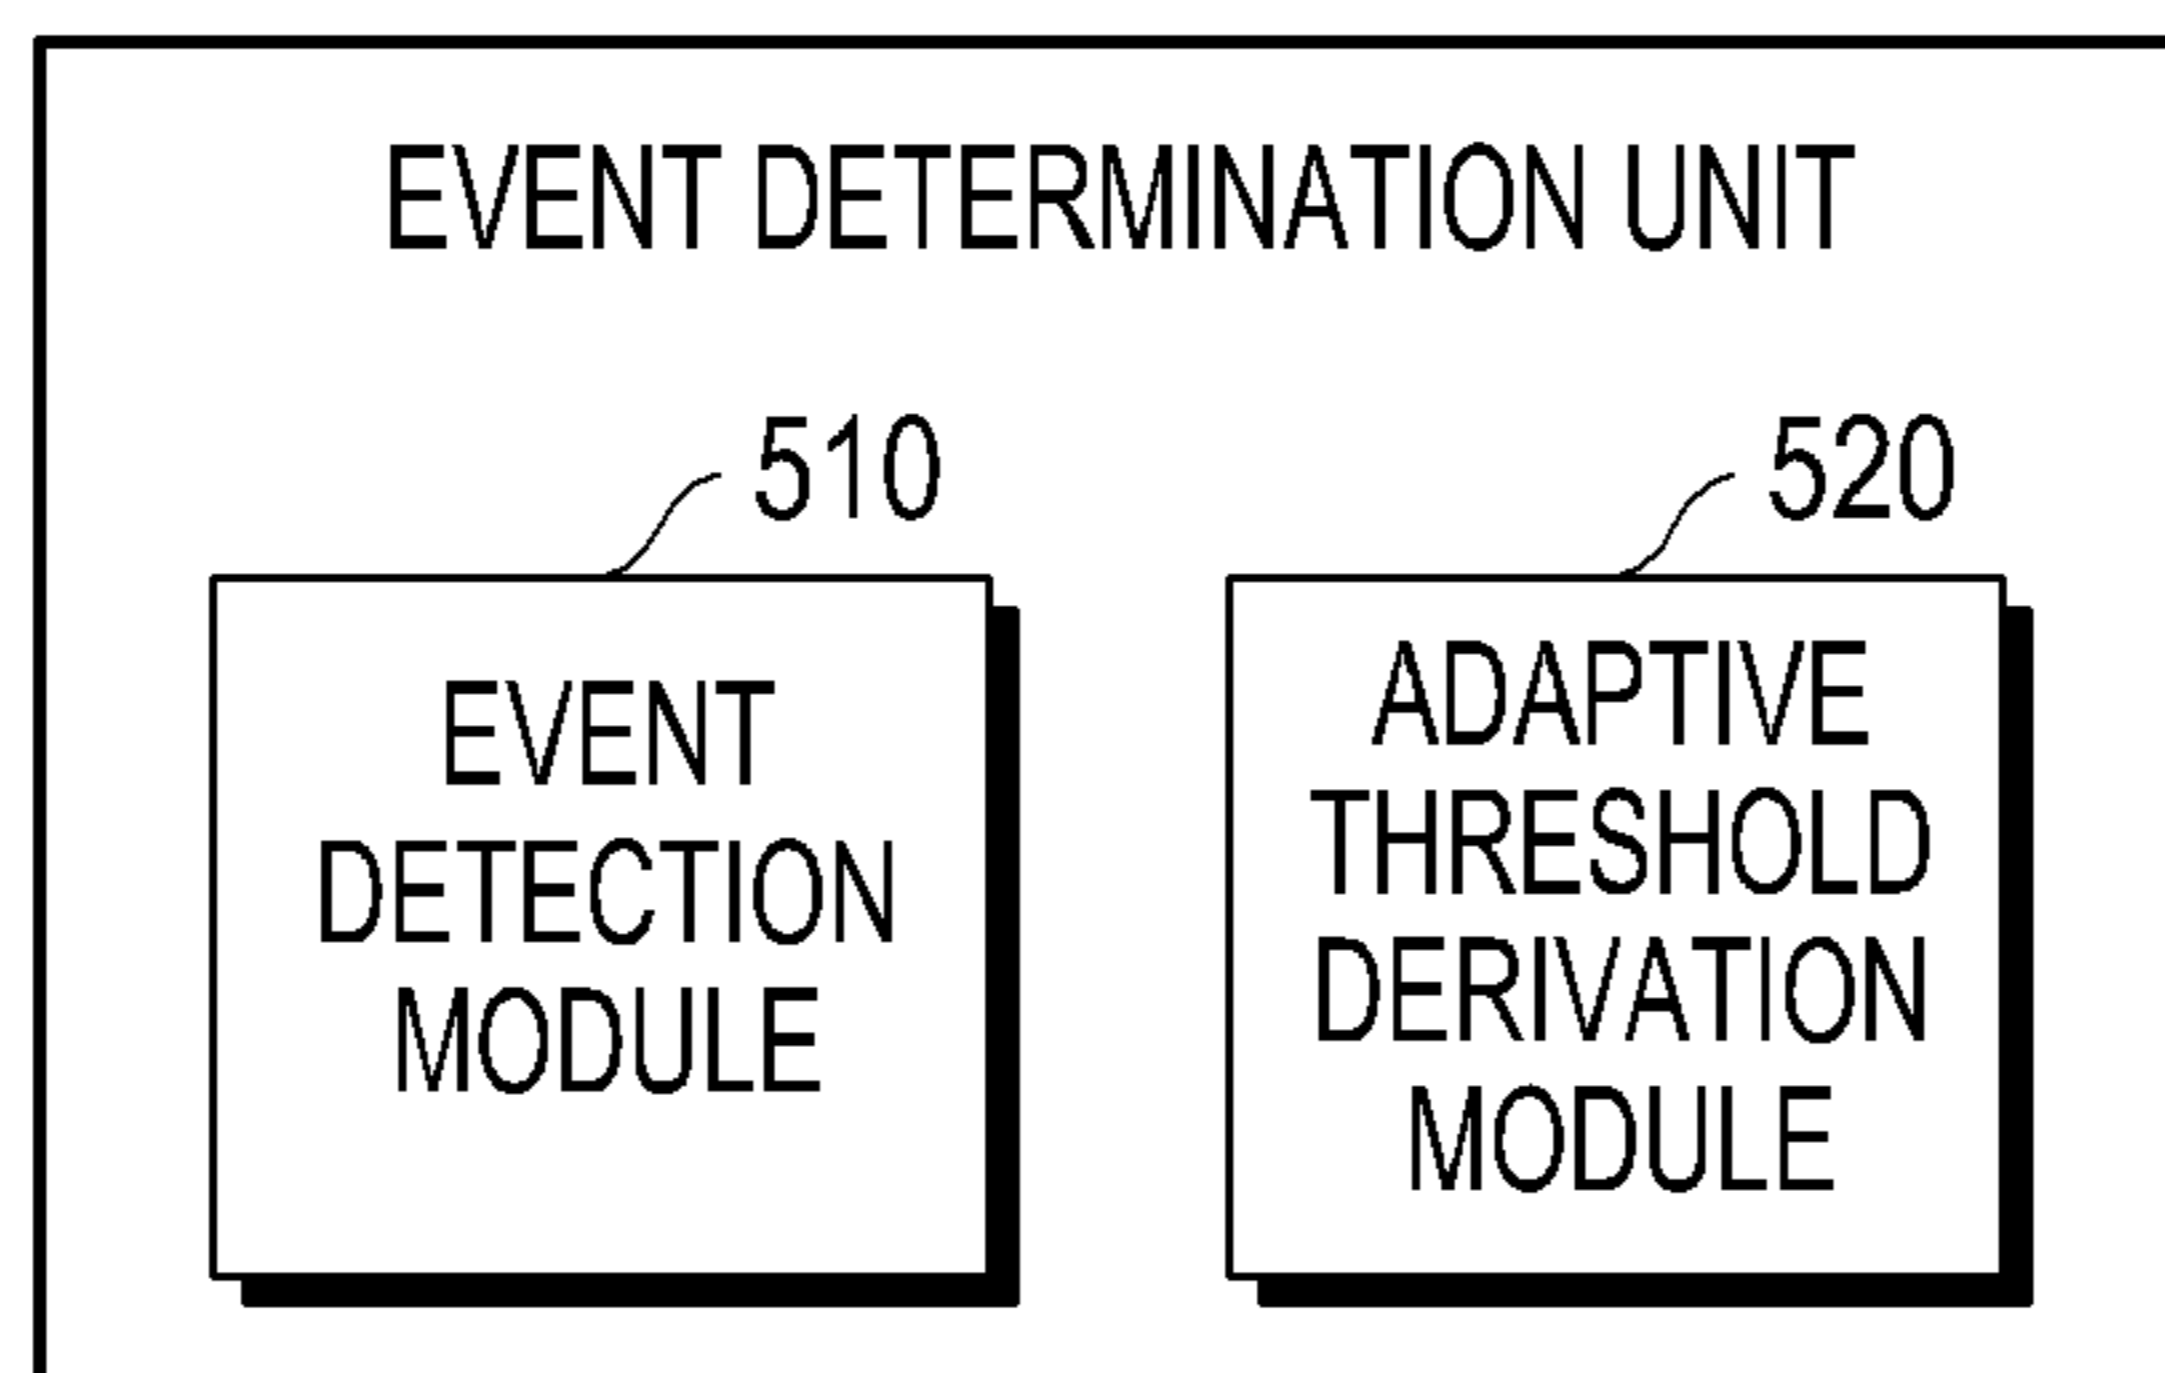 EVENT DETERMINATION UNIT
510
520
EVENT
DETECTION
MODULE
ADAPTIVE
THRESHOLD
DERIVATION
MODULE